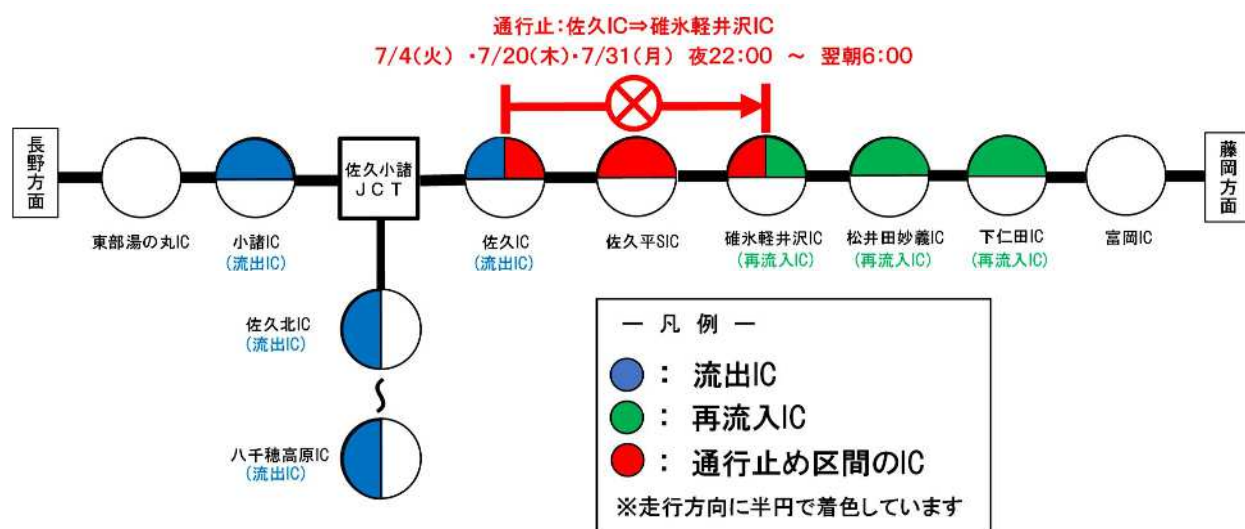 通行止:佐久IC⇒碓氷軽井沢IC
7/4(火) ・7/20(木)・7/31(月) 夜22:00 ～ 翌朝6:00
長野方面
佐久小諸
JCT
藤岡方面
東部湯の丸IC
小諸IC
(流出IC)
佐久IC
(流出IC)
佐久平SIC
碓氷軽井沢IC
(再流入IC)
松井田妙義IC
(再流入IC)
下仁田IC
(再流入IC)
富岡IC
佐久北IC
(流出IC)
～
八千穂高原IC
(流出IC)
― 凡 例 ―
： 流出IC
： 再流入IC
： 通行止め区間のIC
※走行方向に半円で着色しています